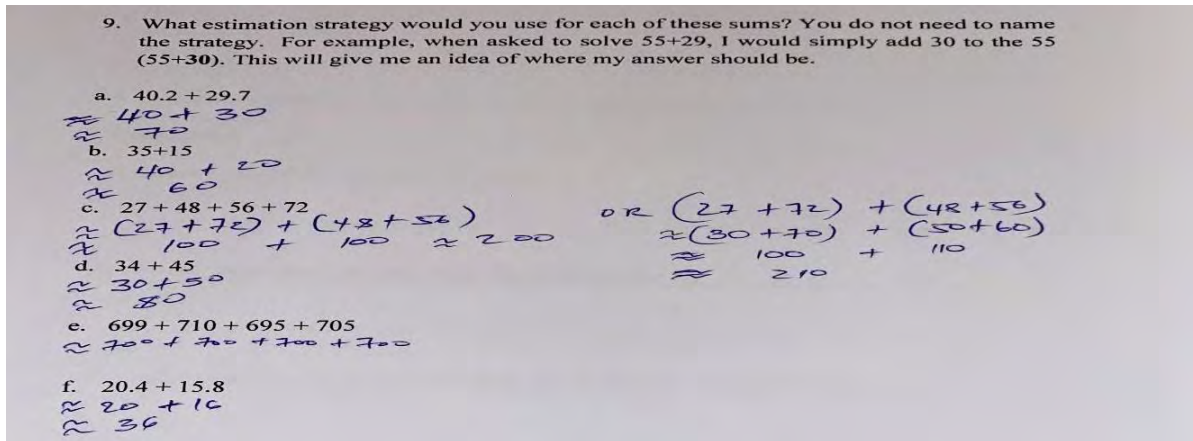 9. What estimation strategy would you use for each of these sums? You do not need to name
the strategy. For example, when asked to solve 55+29, I would simply add 30 to the 55
(55+30). This will give me an idea of where my answer should be.
a. 40.2 + 29.7
≈ 40 + 30
≈ 70
b. 35+15
≈ 40 + 20
≈ 60
c. 27 + 48 + 56 + 72
≈ (27+72) + (48+56)
≈ 100 + 100 ≈ 200
OR (27 + 72) + (48+56)
≈ (30 + 70) + (50+60)
≈ 100 + 110
≈ 210
d. 34 + 45
≈ 30+50
≈ 80
e. 699 + 710 + 695 + 705
≈ 700 + 700 + 700 + 700
f. 20.4 + 15.8
≈ 20 + 16
≈ 36